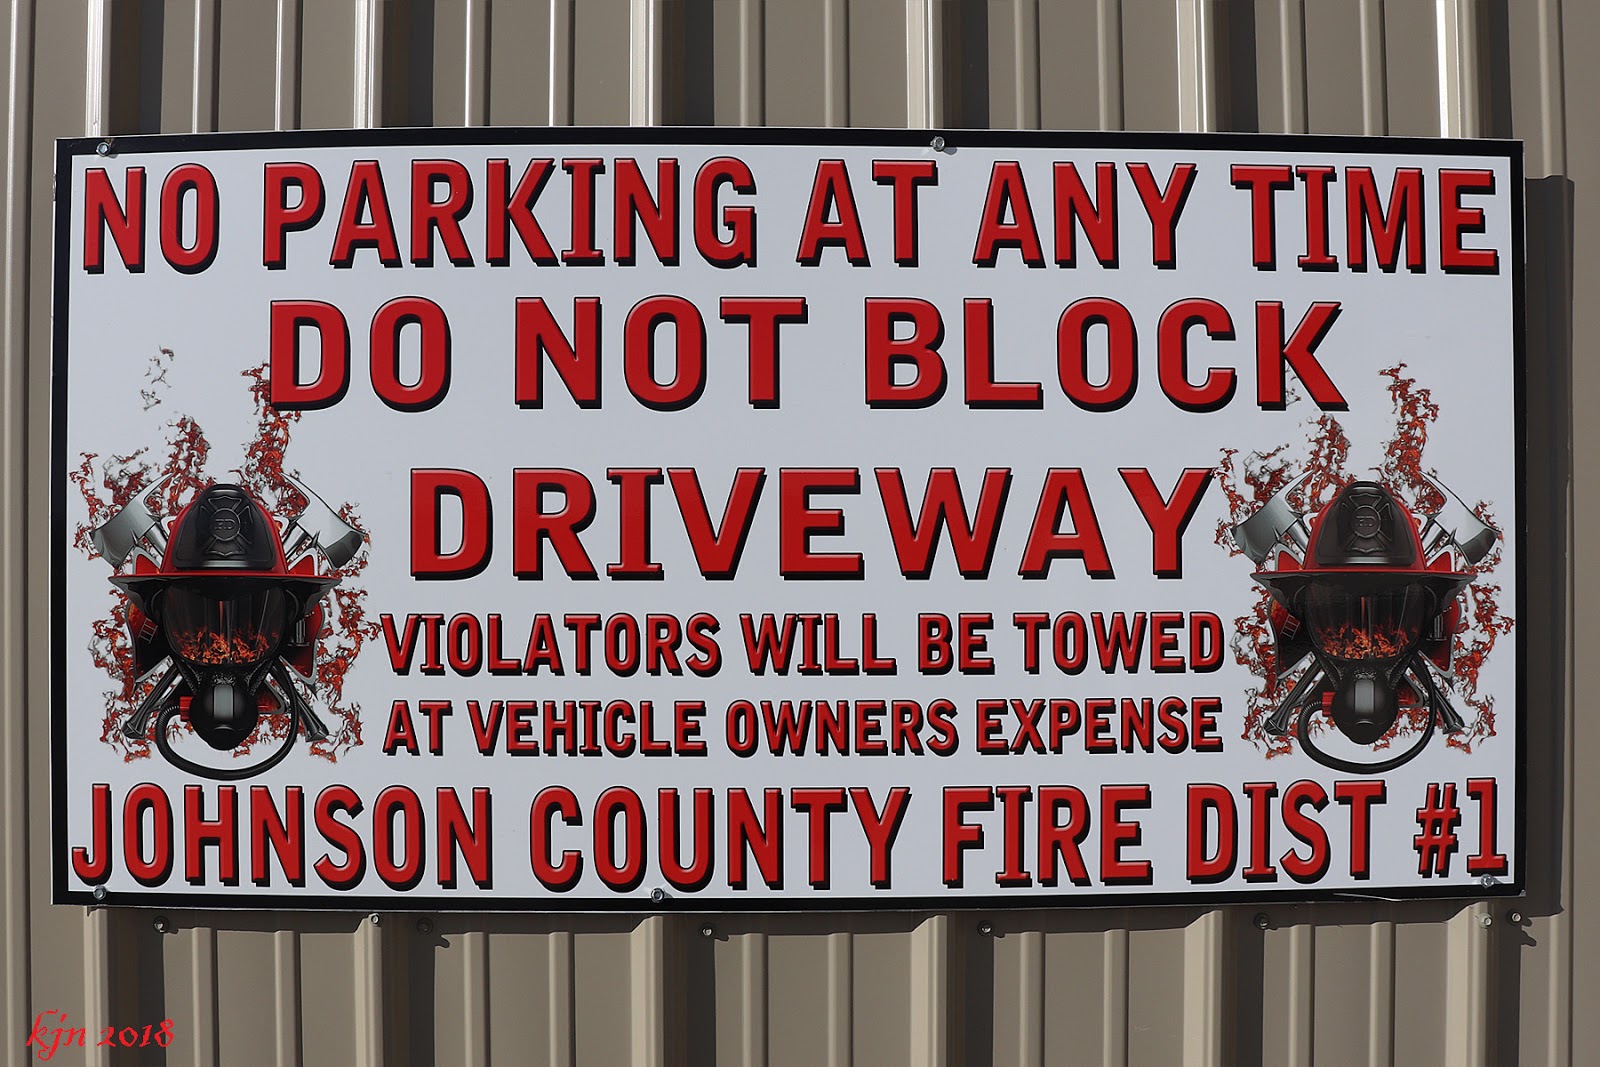 NO PARKING AT ANY TIME
DO NOT BLOCK
DRIVEWAY
VIOLATORS WILL BE TOWED
AT VEHICLE OWNERS EXPENSE
JOHNSON COUNTY FIRE DIST #1
kjn 2018